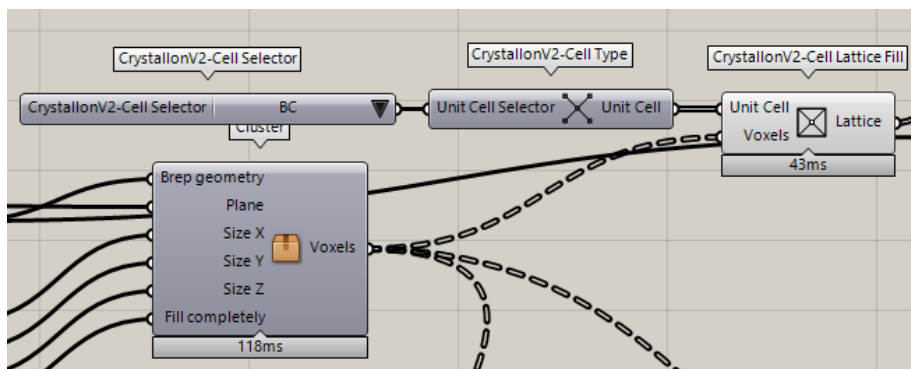 CrystallonV2-Cell Selector
CrystallonV2-Cell Type
CrystallonV2-Cell Lattice Fill
CrystallonV2-Cell Selector BC
Unit Cell Selector Unit Cell
Unit Cell
Voxels
Lattice
43ms
Cluster
Brep geometry
Plane
Size X
Size Y
Size Z
Fill completely
Voxels
118ms